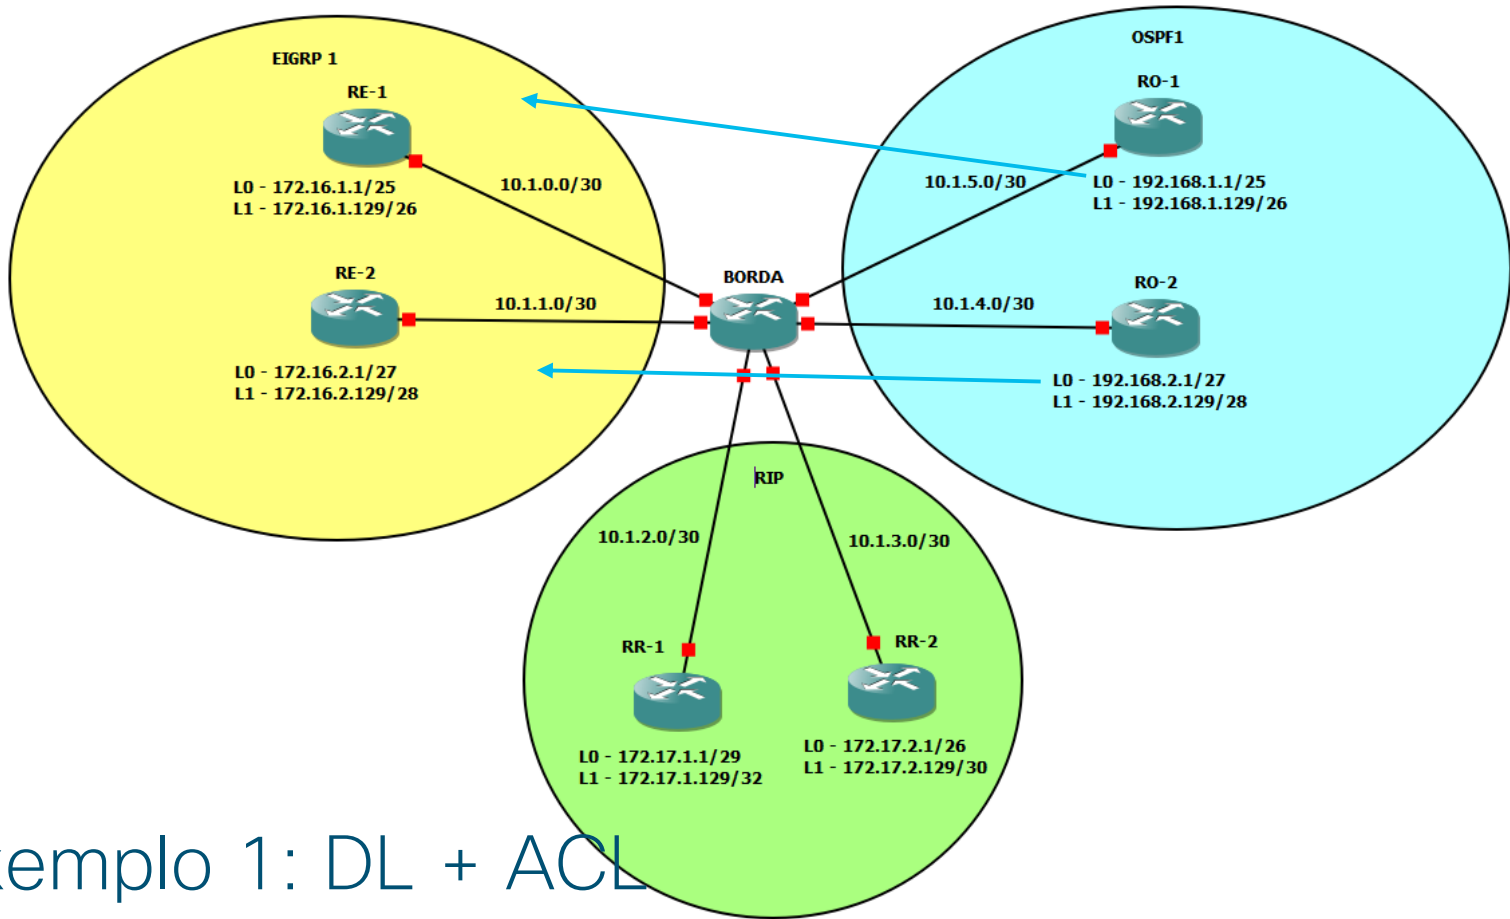 EIGRP 1
RE-1
L0 - 172.16.1.1/25
L1 - 172.16.1.129/26
10.1.0.0/30
RE-2
L0 - 172.16.2.1/27
L1 - 172.16.2.129/28
10.1.1.0/30
BORDA
OSPF1
RO-1
10.1.5.0/30
L0 - 192.168.1.1/25
L1 - 192.168.1.129/26
RO-2
10.1.4.0/30
L0 - 192.168.2.1/27
L1 - 192.168.2.129/28
RIP
10.1.2.0/30
10.1.3.0/30
RR-1
L0 - 172.17.1.1/29
L1 - 172.17.1.129/32
RR-2
L0 - 172.17.2.1/26
L1 - 172.17.2.129/30
xemplo 1: DL + ACL